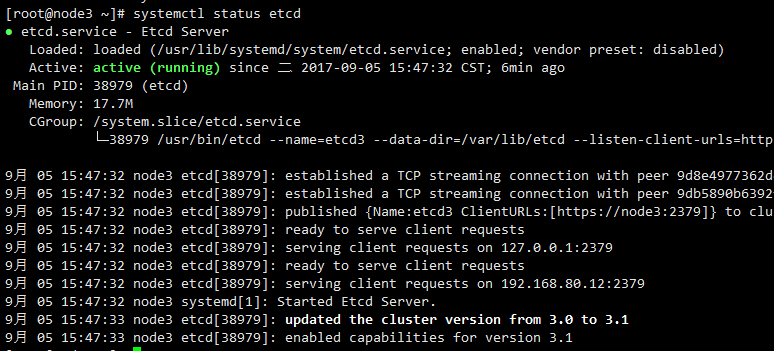 [root@node3 ~]# systemctl status etcd
● etcd.service - Etcd Server
   Loaded: loaded (/usr/lib/systemd/system/etcd.service; enabled; vendor preset: disabled)
   Active: active (running) since 二 2017-09-05 15:47:32 CST; 6min ago
 Main PID: 38979 (etcd)
   Memory: 17.7M
   CGroup: /system.slice/etcd.service
           └─38979 /usr/bin/etcd --name=etcd3 --data-dir=/var/lib/etcd --listen-client-urls=http
9月 05 15:47:32 node3 etcd[38979]: established a TCP streaming connection with peer 9d8e4977362d
9月 05 15:47:32 node3 etcd[38979]: established a TCP streaming connection with peer 9db5890b6392
9月 05 15:47:32 node3 etcd[38979]: published {Name:etcd3 ClientURLs:[https://node3:2379]} to clu
9月 05 15:47:32 node3 etcd[38979]: ready to serve client requests
9月 05 15:47:32 node3 etcd[38979]: serving client requests on 127.0.0.1:2379
9月 05 15:47:32 node3 etcd[38979]: ready to serve client requests
9月 05 15:47:32 node3 etcd[38979]: serving client requests on 192.168.80.12:2379
9月 05 15:47:32 node3 systemd[1]: Started Etcd Server.
9月 05 15:47:33 node3 etcd[38979]: updated the cluster version from 3.0 to 3.1
9月 05 15:47:33 node3 etcd[38979]: enabled capabilities for version 3.1